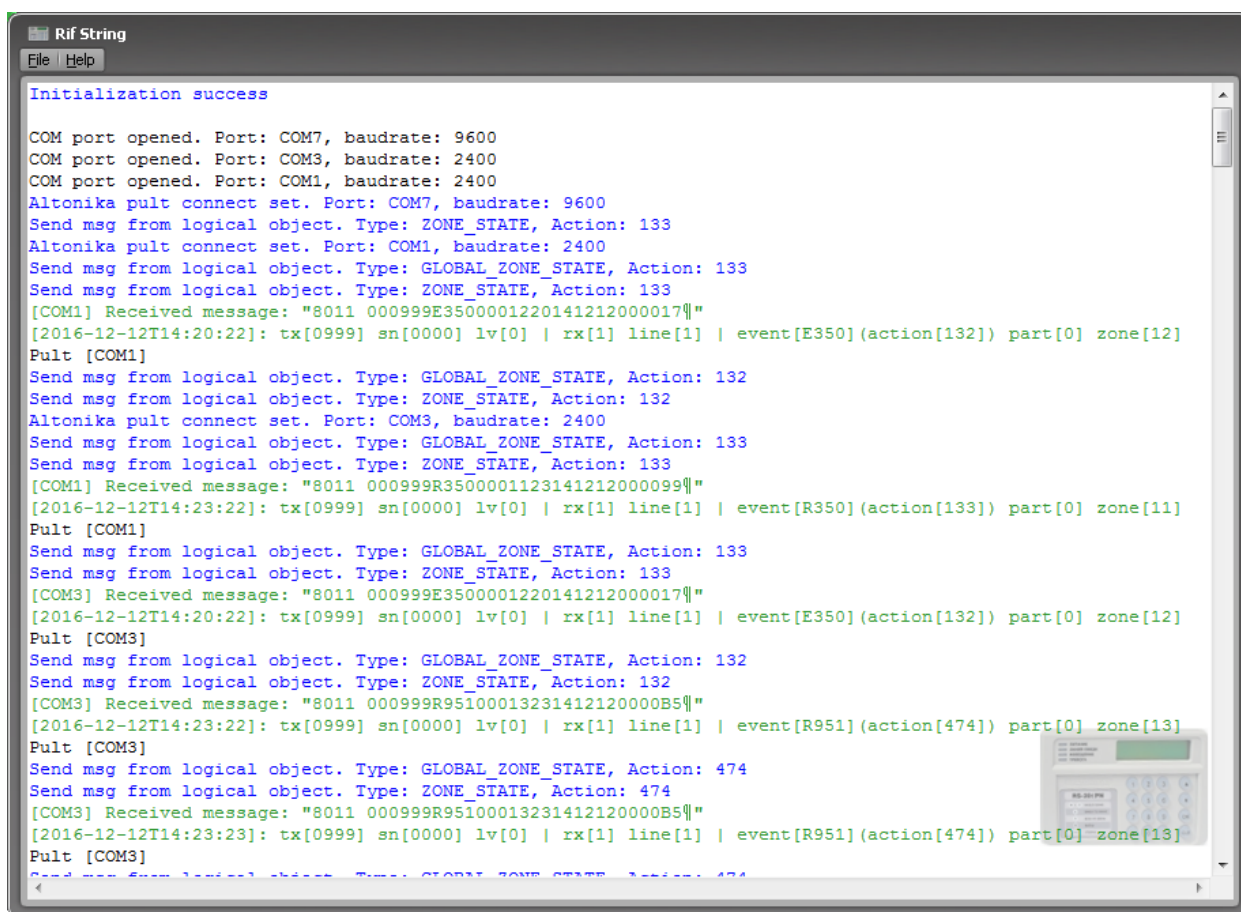 Rif String
File | Help
Initialization success
COM port opened. Port: COM7, baudrate: 9600
COM port opened. Port: COM3, baudrate: 2400
COM port opened. Port: COM1, baudrate: 2400
Altonika pult connect set. Port: COM7, baudrate: 9600
Send msg from logical object. Type: ZONE_STATE, Action: 133
Altonika pult connect set. Port: COM1, baudrate: 2400
Send msg from logical object. Type: GLOBAL_ZONE_STATE, Action: 133
Send msg from logical object. Type: ZONE_STATE, Action: 133
[COM1] Received message: "8011 000999E3500001220141212000017¶"
[2016-12-12T14:20:22]: tx[0999] sn[0000] lv[0] | rx[1] line[1] | event[E350](action[132]) part[0] zone[12]
Pult [COM1]
Send msg from logical object. Type: GLOBAL_ZONE_STATE, Action: 132
Send msg from logical object. Type: ZONE_STATE, Action: 132
Altonika pult connect set. Port: COM3, baudrate: 2400
Send msg from logical object. Type: GLOBAL_ZONE_STATE, Action: 133
Send msg from logical object. Type: ZONE_STATE, Action: 133
[COM1] Received message: "8011 000999R3500001123141212000099¶"
[2016-12-12T14:23:22]: tx[0999] sn[0000] lv[0] | rx[1] line[1] | event[R350](action[133]) part[0] zone[11]
Pult [COM1]
Send msg from logical object. Type: GLOBAL_ZONE_STATE, Action: 133
Send msg from logical object. Type: ZONE_STATE, Action: 133
[COM3] Received message: "8011 000999E3500001220141212000017¶"
[2016-12-12T14:20:22]: tx[0999] sn[0000] lv[0] | rx[1] line[1] | event[E350](action[132]) part[0] zone[12]
Pult [COM3]
Send msg from logical object. Type: GLOBAL_ZONE_STATE, Action: 132
Send msg from logical object. Type: ZONE_STATE, Action: 132
[COM3] Received message: "8011 000999R95100013231412120000B5¶"
[2016-12-12T14:23:22]: tx[0999] sn[0000] lv[0] | rx[1] line[1] | event[R951](action[474]) part[0] zone[13]
Pult [COM3]
Send msg from logical object. Type: GLOBAL_ZONE_STATE, Action: 474
Send msg from logical object. Type: ZONE_STATE, Action: 474
[COM3] Received message: "8011 000999R95100013231412120000B5¶"
[2016-12-12T14:23:23]: tx[0999] sn[0000] lv[0] | rx[1] line[1] | event[R951](action[474]) part[0] zone[13]
Pult [COM3]
Send msg from logical object. Type: GLOBAL_ZONE_STATE, Action: 474